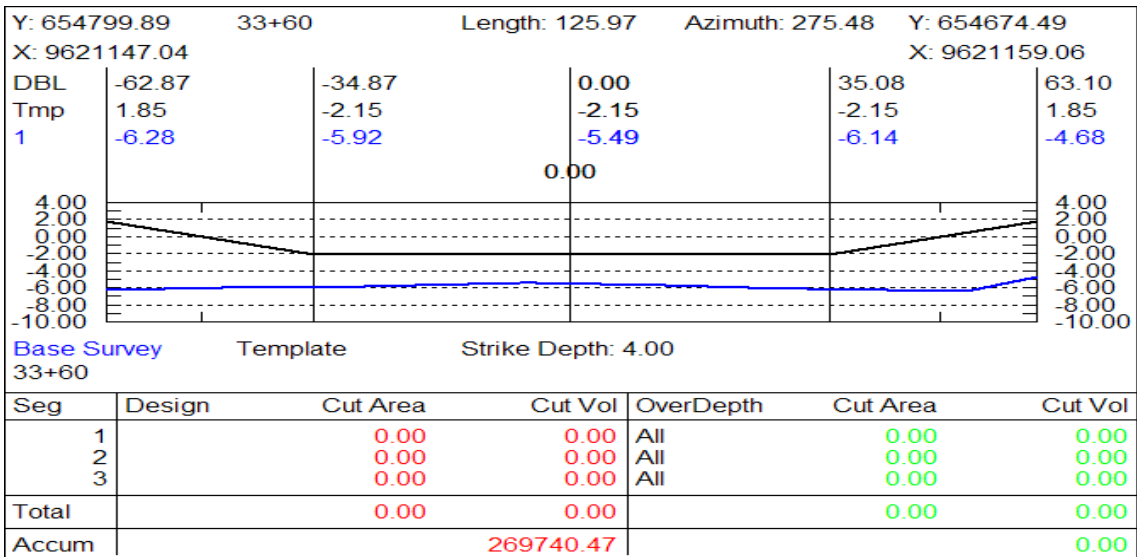 Y: 654799.89 33+60 Length: 125.97 Azimuth: 275.48 Y: 654674.49
X: 9621147.04 X: 9621159.06
DBL -62.87 -34.87 0.00 35.08 63.10
Tmp 1.85 -2.15 -2.15 -2.15 1.85
1 -6.28 -5.92 -5.49 -6.14 -4.68
0.00
4.00 4.00
2.00 2.00
0.00 0.00
-2.00 -2.00
-4.00 -4.00
-6.00 -6.00
-8.00 -8.00
-10.00 -10.00
Base Survey Template Strike Depth: 4.00
33+60
Seg Design Cut Area Cut Vol OverDepth Cut Area Cut Vol
1 0.00 0.00 All 0.00 0.00
2 0.00 0.00 All 0.00 0.00
3 0.00 0.00 All 0.00 0.00
Total 0.00 0.00 0.00 0.00
Accum 269740.47 0.00